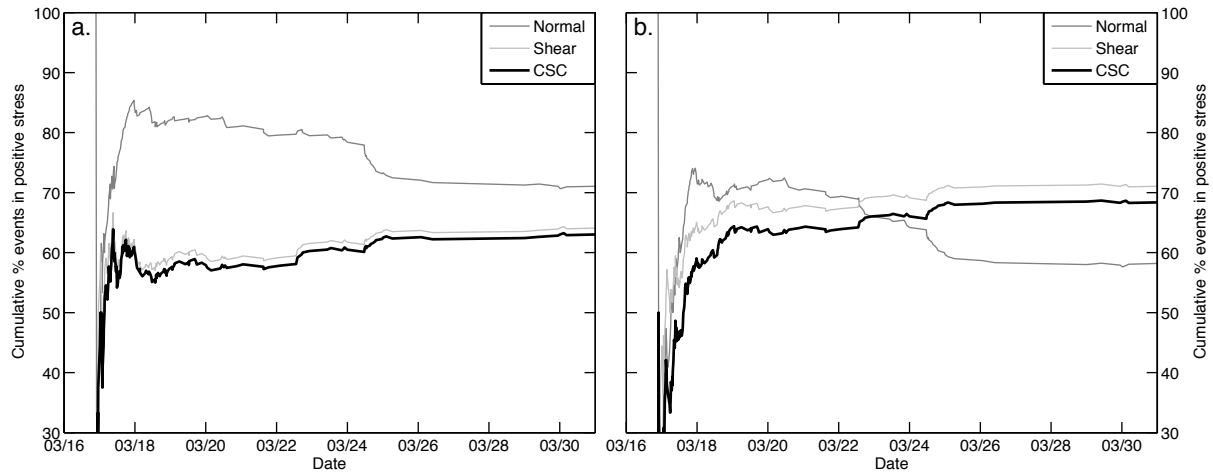 a.
Normal
Shear
CSC
Cumulative % events in positive stress
100
90
80
70
60
50
40
30
03/16
03/18
03/20
03/22
03/24
03/26
03/28
03/30
Date
b.
Normal
Shear
CSC
100
90
80
70
60
50
40
30
Cumulative % events in positive stress
03/16
03/18
03/20
03/22
03/24
03/26
03/28
03/30
Date